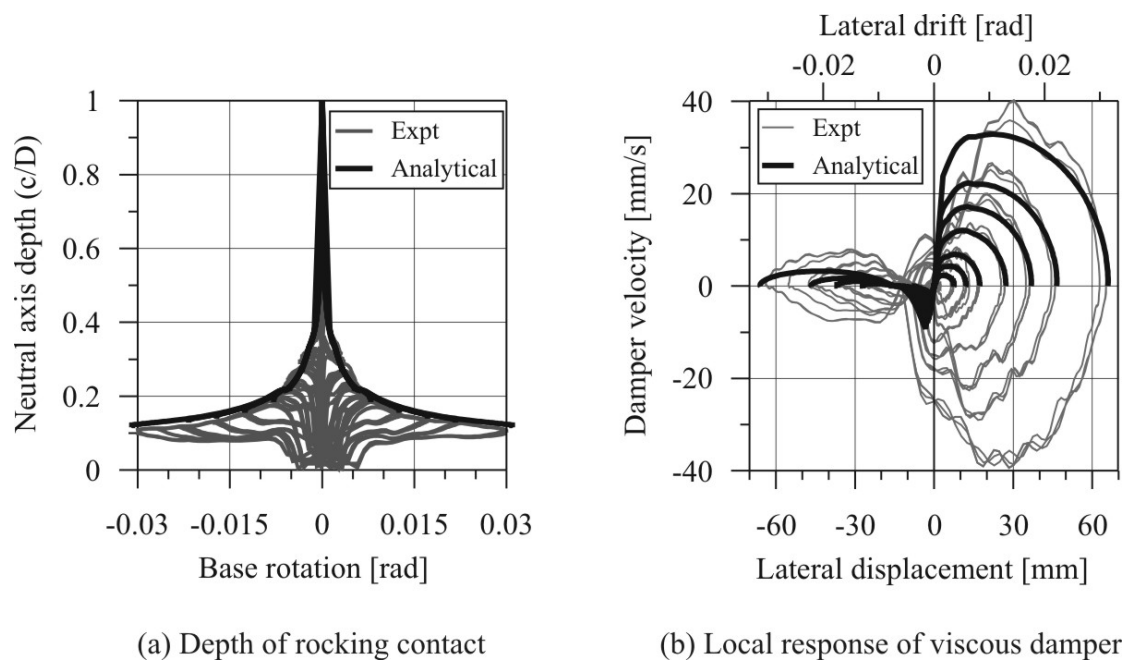 Neutral axis depth (c/D)
1
0.8
0.6
0.4
0.2
0
Expt
Analytical
-0.03
-0.015
0
0.015
0.03
Base rotation [rad]
(a) Depth of rocking contact
Lateral drift [rad]
-0.02
0
0.02
Damper velocity [mm/s]
40
20
0
-20
-40
Expt
Analytical
-60
-30
0
30
60
Lateral displacement [mm]
(b) Local response of viscous damper